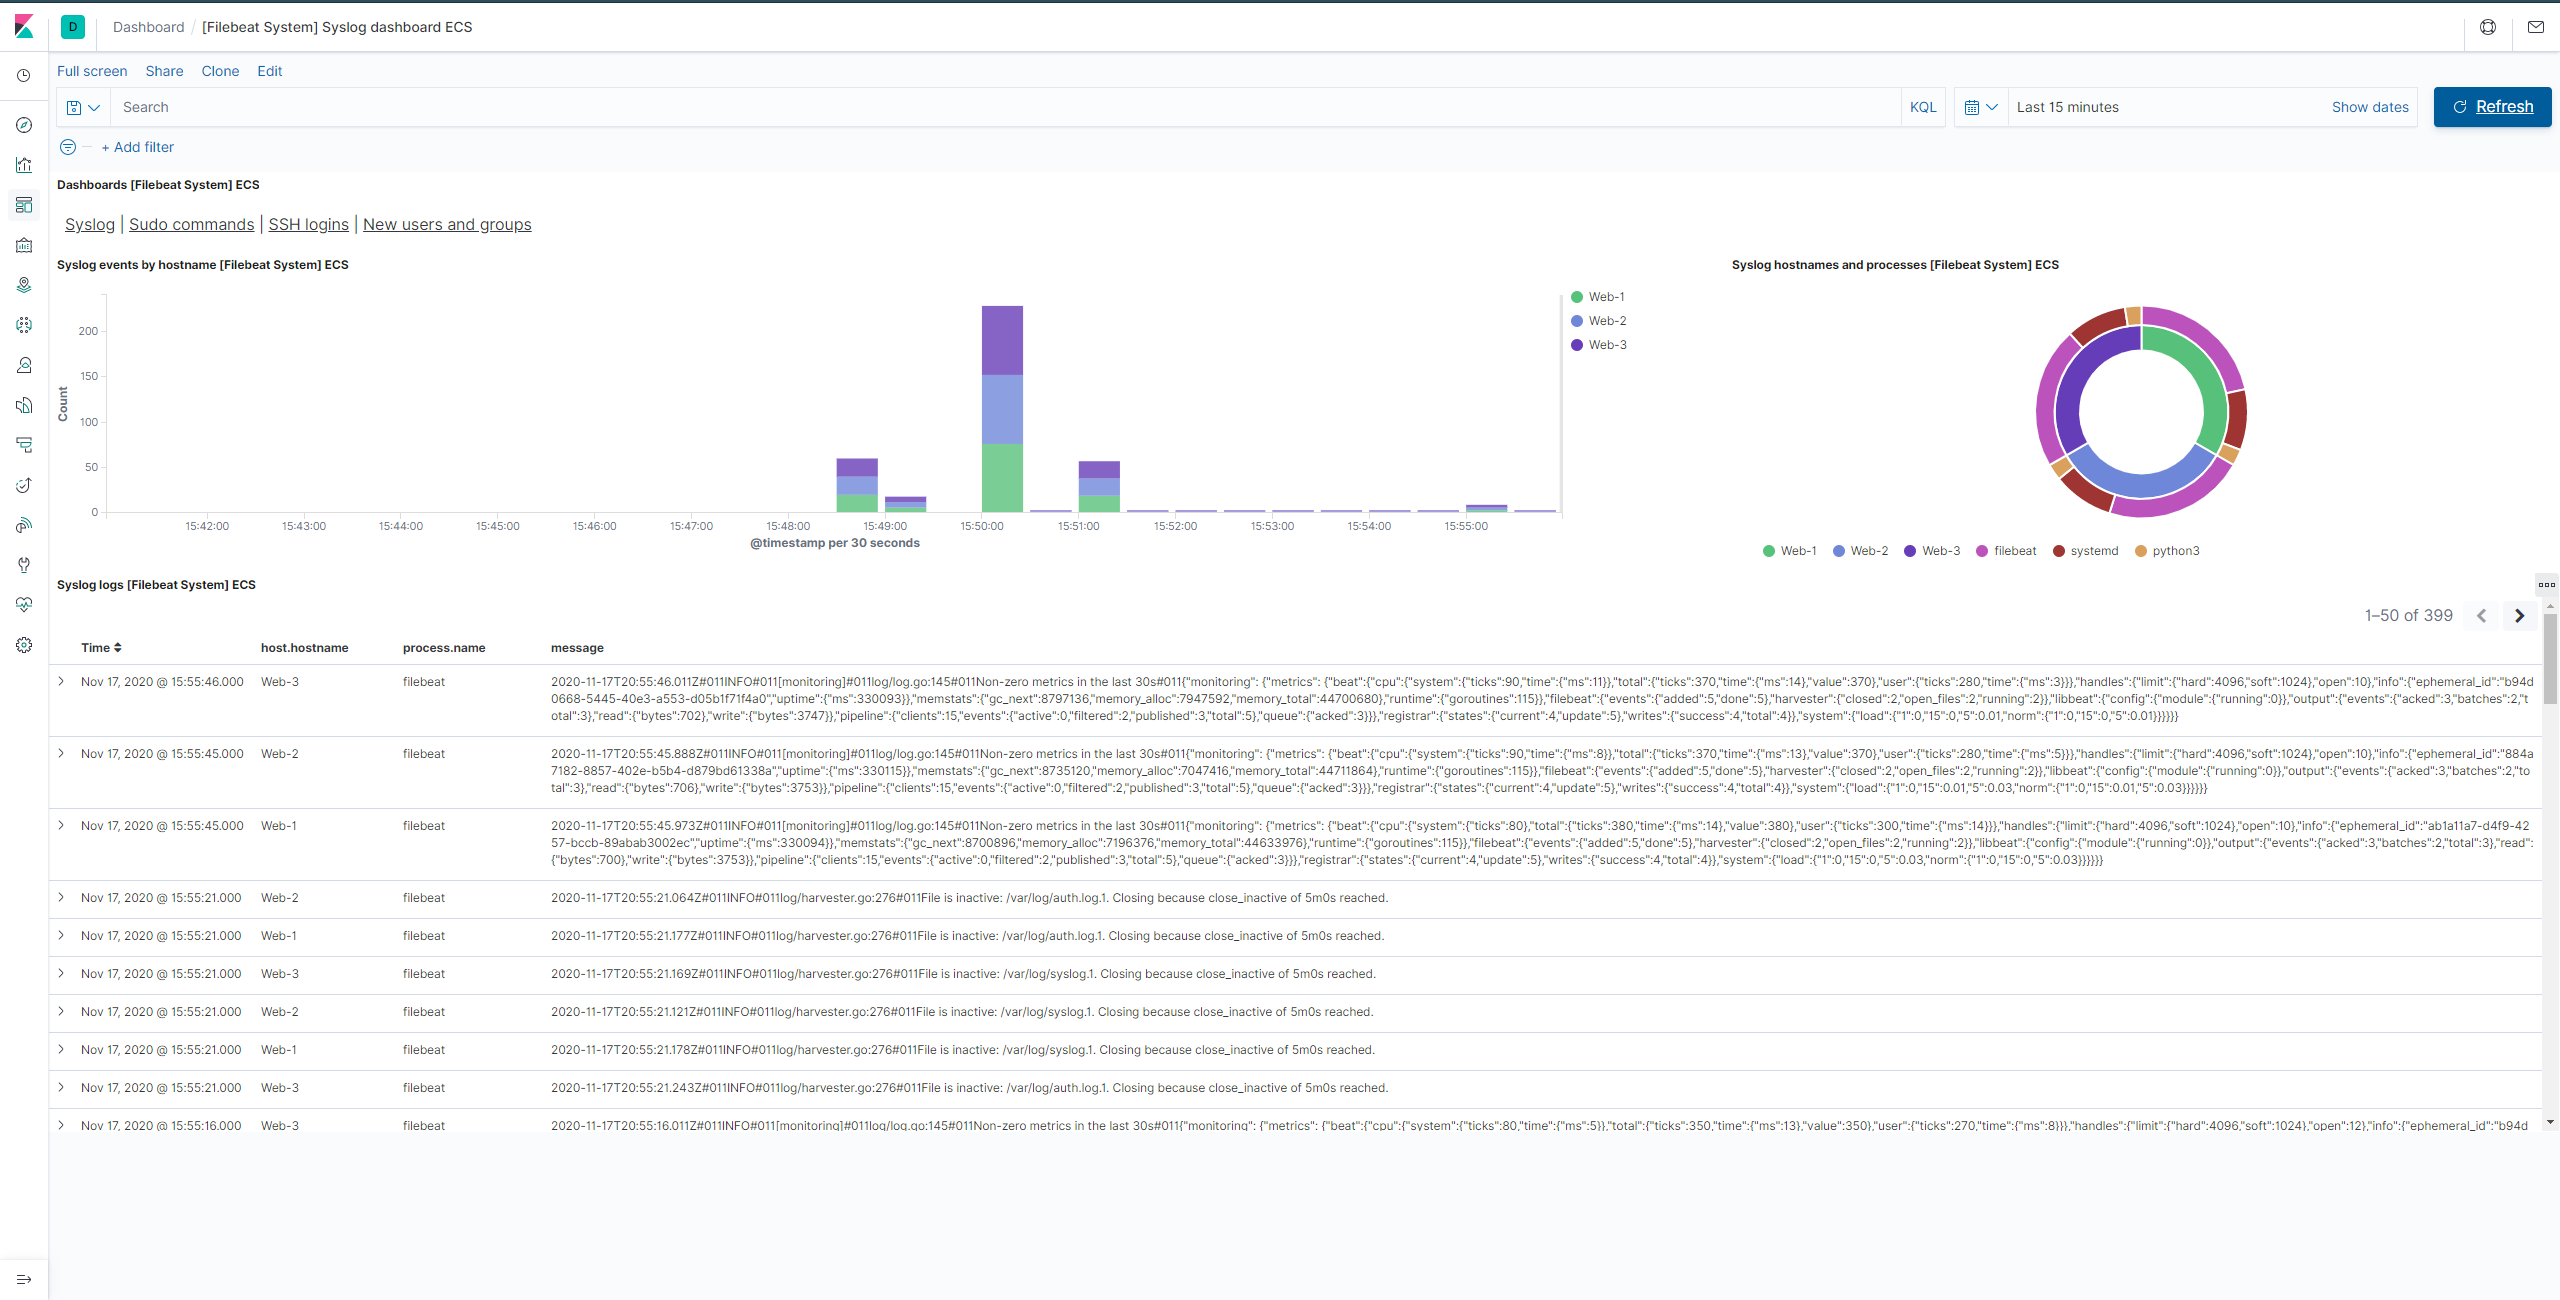 D Dashboard / [Filebeat System] Syslog dashboard ECS
Full screen Share Clone Edit
Search KQL Last 15 minutes Show dates Refresh
+ Add filter
Dashboards [Filebeat System] ECS
Syslog | Sudo commands | SSH logins | New users and groups
Syslog events by hostname [Filebeat System] ECS
Count
200
150
100
50
0
15:42:00 15:43:00 15:44:00 15:45:00 15:46:00 15:47:00 15:48:00 15:49:00 15:50:00 15:51:00 15:52:00 15:53:00 15:54:00 15:55:00
@timestamp per 30 seconds
Web-1
Web-2
Web-3
Syslog hostnames and processes [Filebeat System] ECS
Web-1 Web-2 Web-3 filebeat systemd python3
Syslog logs [Filebeat System] ECS
1–50 of 399
Time host.hostname process.name message
Nov 17, 2020 @ 15:55:46.000 Web-3 filebeat 2020-11-17T20:55:46.011Z#011INFO#011[monitoring]#011log/log.go:145#011Non-zero metrics in the last 30s#011{"monitoring": {"metrics": {"beat":{"cpu":{"system":{"ticks":90,"time":{"ms":11}},"total":{"ticks":370,"time":{"ms":14},"value":370},"user":{"ticks":280,"time":{"ms":3}}},"handles":{"limit":{"hard":4096,"soft":1024},"open":10},"info":{"ephemeral_id":"b94d
0668-5445-40e3-a553-d05b1f71f4a0","uptime":{"ms":330093}},"memstats":{"gc_next":8797136,"memory_alloc":7947592,"memory_total":44700680},"runtime":{"goroutines":115}},"filebeat":{"events":{"added":5,"done":5},"harvester":{"closed":2,"open_files":2,"running":2}},"libbeat":{"config":{"module":{"running":0}},"output":{"events":{"acked":3,"batches":2,"to
tal":3},"read":{"bytes":702},"write":{"bytes":3747}},"pipeline":{"clients":15,"events":{"active":0,"filtered":2,"published":3,"total":5},"queue":{"acked":3}}},"registrar":{"states":{"current":4,"update":5},"writes":{"success":4,"total":4}},"system":{"load":{"1":0,"15":0,"5":0.01,"norm":{"1":0,"15":0,"5":0.01}}}}}}
Nov 17, 2020 @ 15:55:45.000 Web-2 filebeat 2020-11-17T20:55:45.888Z#011INFO#011[monitoring]#011log/log.go:145#011Non-zero metrics in the last 30s#011{"monitoring": {"metrics": {"beat":{"cpu":{"system":{"ticks":90,"time":{"ms":8}},"total":{"ticks":370,"time":{"ms":13},"value":370},"user":{"ticks":280,"time":{"ms":5}}},"handles":{"limit":{"hard":4096,"soft":1024},"open":10},"info":{"ephemeral_id":"884a
7182-8857-402e-b5b4-d879bd61338a","uptime":{"ms":330115}},"memstats":{"gc_next":8735120,"memory_alloc":7047416,"memory_total":44711864},"runtime":{"goroutines":115}},"filebeat":{"events":{"added":5,"done":5},"harvester":{"closed":2,"open_files":2,"running":2}},"libbeat":{"config":{"module":{"running":0}},"output":{"events":{"acked":3,"batches":2,"to
tal":3},"read":{"bytes":706},"write":{"bytes":3753}},"pipeline":{"clients":15,"events":{"active":0,"filtered":2,"published":3,"total":5},"queue":{"acked":3}}},"registrar":{"states":{"current":4,"update":5},"writes":{"success":4,"total":4}},"system":{"load":{"1":0,"15":0.01,"5":0.03,"norm":{"1":0,"15":0.01,"5":0.03}}}}}}
Nov 17, 2020 @ 15:55:45.000 Web-1 filebeat 2020-11-17T20:55:45.973Z#011INFO#011[monitoring]#011log/log.go:145#011Non-zero metrics in the last 30s#011{"monitoring": {"metrics": {"beat":{"cpu":{"system":{"ticks":80},"total":{"ticks":380,"time":{"ms":14},"value":380},"user":{"ticks":300,"time":{"ms":14}}},"handles":{"limit":{"hard":4096,"soft":1024},"open":10},"info":{"ephemeral_id":"ab1a11a7-d4f9-42
57-bccb-89abab3002ec","uptime":{"ms":330094}},"memstats":{"gc_next":8700896,"memory_alloc":7196376,"memory_total":44633976},"runtime":{"goroutines":115}},"filebeat":{"events":{"added":5,"done":5},"harvester":{"closed":2,"open_files":2,"running":2}},"libbeat":{"config":{"module":{"running":0}},"output":{"events":{"acked":3,"batches":2,"total":3},"read":
{"bytes":700},"write":{"bytes":3753}},"pipeline":{"clients":15,"events":{"active":0,"filtered":2,"published":3,"total":5},"queue":{"acked":3}}},"registrar":{"states":{"current":4,"update":5},"writes":{"success":4,"total":4}},"system":{"load":{"1":0,"15":0,"5":0.03,"norm":{"1":0,"15":0,"5":0.03}}}}}}
Nov 17, 2020 @ 15:55:21.000 Web-2 filebeat 2020-11-17T20:55:21.064Z#011INFO#011log/harvester.go:276#011File is inactive: /var/log/auth.log.1. Closing because close_inactive of 5m0s reached.
Nov 17, 2020 @ 15:55:21.000 Web-1 filebeat 2020-11-17T20:55:21.177Z#011INFO#011log/harvester.go:276#011File is inactive: /var/log/auth.log.1. Closing because close_inactive of 5m0s reached.
Nov 17, 2020 @ 15:55:21.000 Web-3 filebeat 2020-11-17T20:55:21.169Z#011INFO#011log/harvester.go:276#011File is inactive: /var/log/syslog.1. Closing because close_inactive of 5m0s reached.
Nov 17, 2020 @ 15:55:21.000 Web-2 filebeat 2020-11-17T20:55:21.121Z#011INFO#011log/harvester.go:276#011File is inactive: /var/log/syslog.1. Closing because close_inactive of 5m0s reached.
Nov 17, 2020 @ 15:55:21.000 Web-1 filebeat 2020-11-17T20:55:21.178Z#011INFO#011log/harvester.go:276#011File is inactive: /var/log/syslog.1. Closing because close_inactive of 5m0s reached.
Nov 17, 2020 @ 15:55:21.000 Web-3 filebeat 2020-11-17T20:55:21.243Z#011INFO#011log/harvester.go:276#011File is inactive: /var/log/auth.log.1. Closing because close_inactive of 5m0s reached.
Nov 17, 2020 @ 15:55:16.000 Web-3 filebeat 2020-11-17T20:55:16.011Z#011INFO#011[monitoring]#011log/log.go:145#011Non-zero metrics in the last 30s#011{"monitoring": {"metrics": {"beat":{"cpu":{"system":{"ticks":80,"time":{"ms":5}},"total":{"ticks":350,"time":{"ms":13},"value":350},"user":{"ticks":270,"time":{"ms":8}}},"handles":{"limit":{"hard":4096,"soft":1024},"open":12},"info":{"ephemeral_id":"b94d